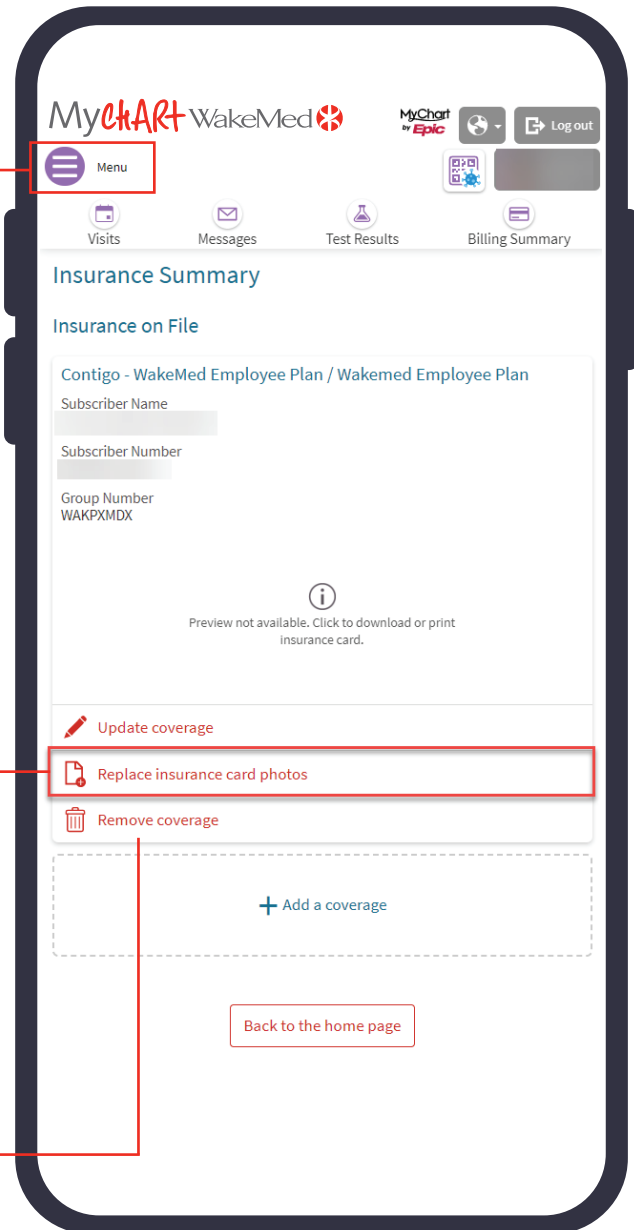 MyChart WakeMed
MyChart
by Epic
Log out
Menu
Visits
Messages
Test Results
Billing Summary
Insurance Summary
Insurance on File
Contigo - WakeMed Employee Plan / Wakemed Employee Plan
Subscriber Name
Subscriber Number
Group Number
WAKPXMDX
Preview not available. Click to download or print
insurance card.
Update coverage
Replace insurance card photos
Remove coverage
Add a coverage
Back to the home page